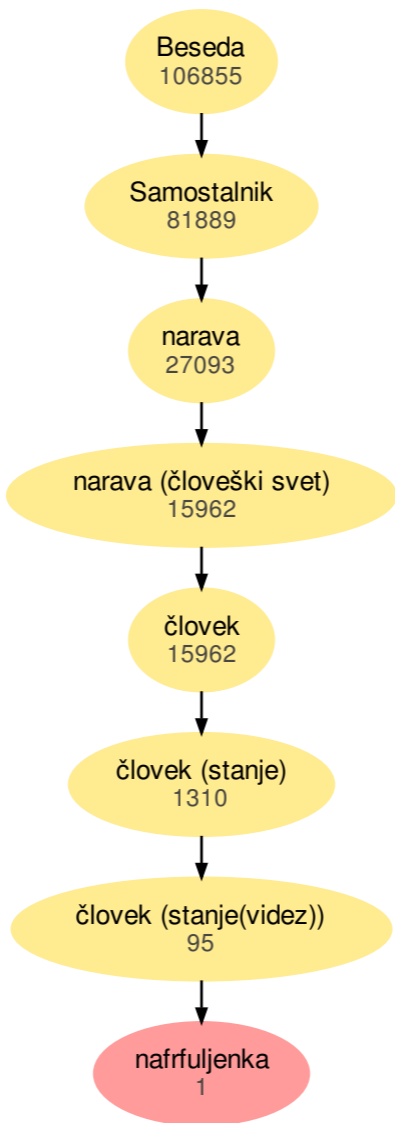 Beseda
106855
Samostalnik
81889
narava
27093
narava (človeški svet)
15962
človek
15962
človek (stanje)
1310
človek (stanje(videz))
95
nafrfuljenka
1